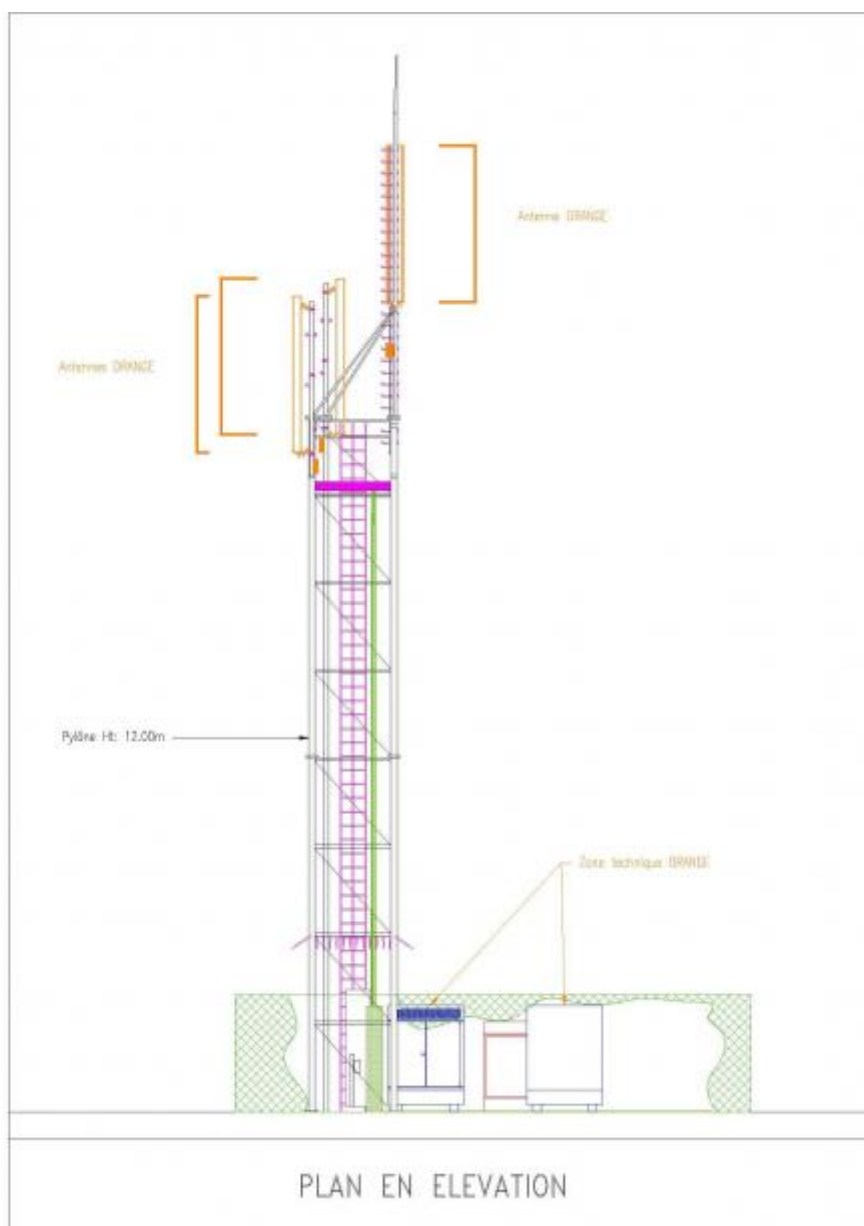 Antenne ORANGE
Antennes ORANGE
Pylône Ht: 12.00m
Zone technique ORANGE
PLAN EN ELEVATION